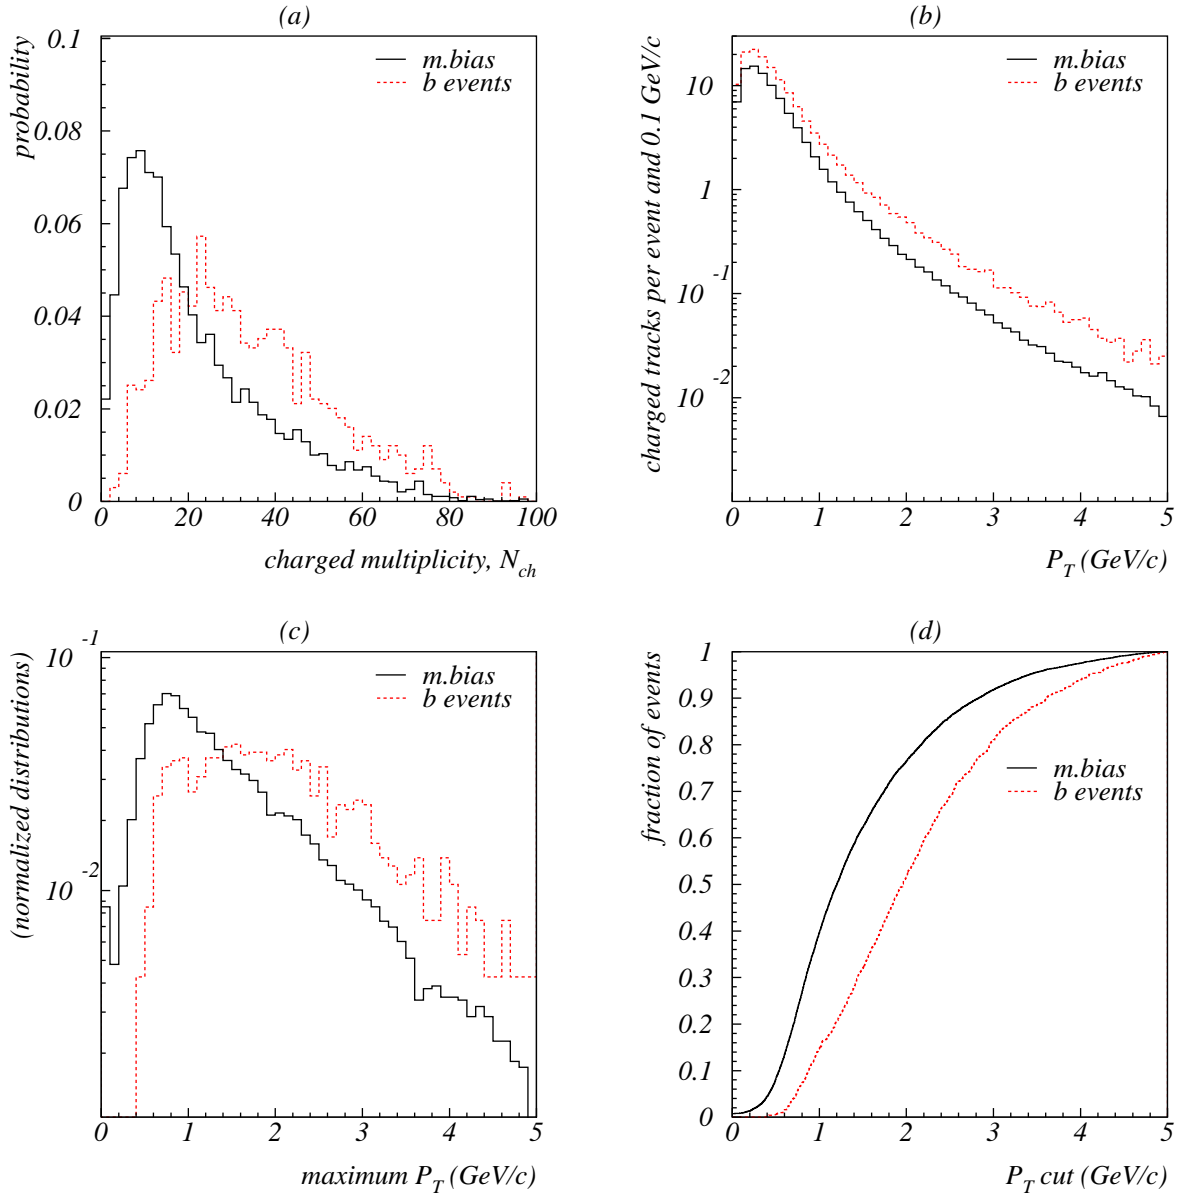 (a)
probability
0.1
0.08
0.06
0.04
0.02
0
m.bias
b events
0 20 40 60 80 100
charged multiplicity, N_ch
(b)
charged tracks per event and 0.1 GeV/c
10
1
10^-1
10^-2
m.bias
b events
0 1 2 3 4 5
P_T (GeV/c)
(c)
(normalized distributions)
10^-1
10^-2
m.bias
b events
0 1 2 3 4 5
maximum P_T (GeV/c)
(d)
fraction of events
1
0.9
0.8
0.7
0.6
0.5
0.4
0.3
0.2
0.1
0
m.bias
b events
0 1 2 3 4 5
P_T cut (GeV/c)